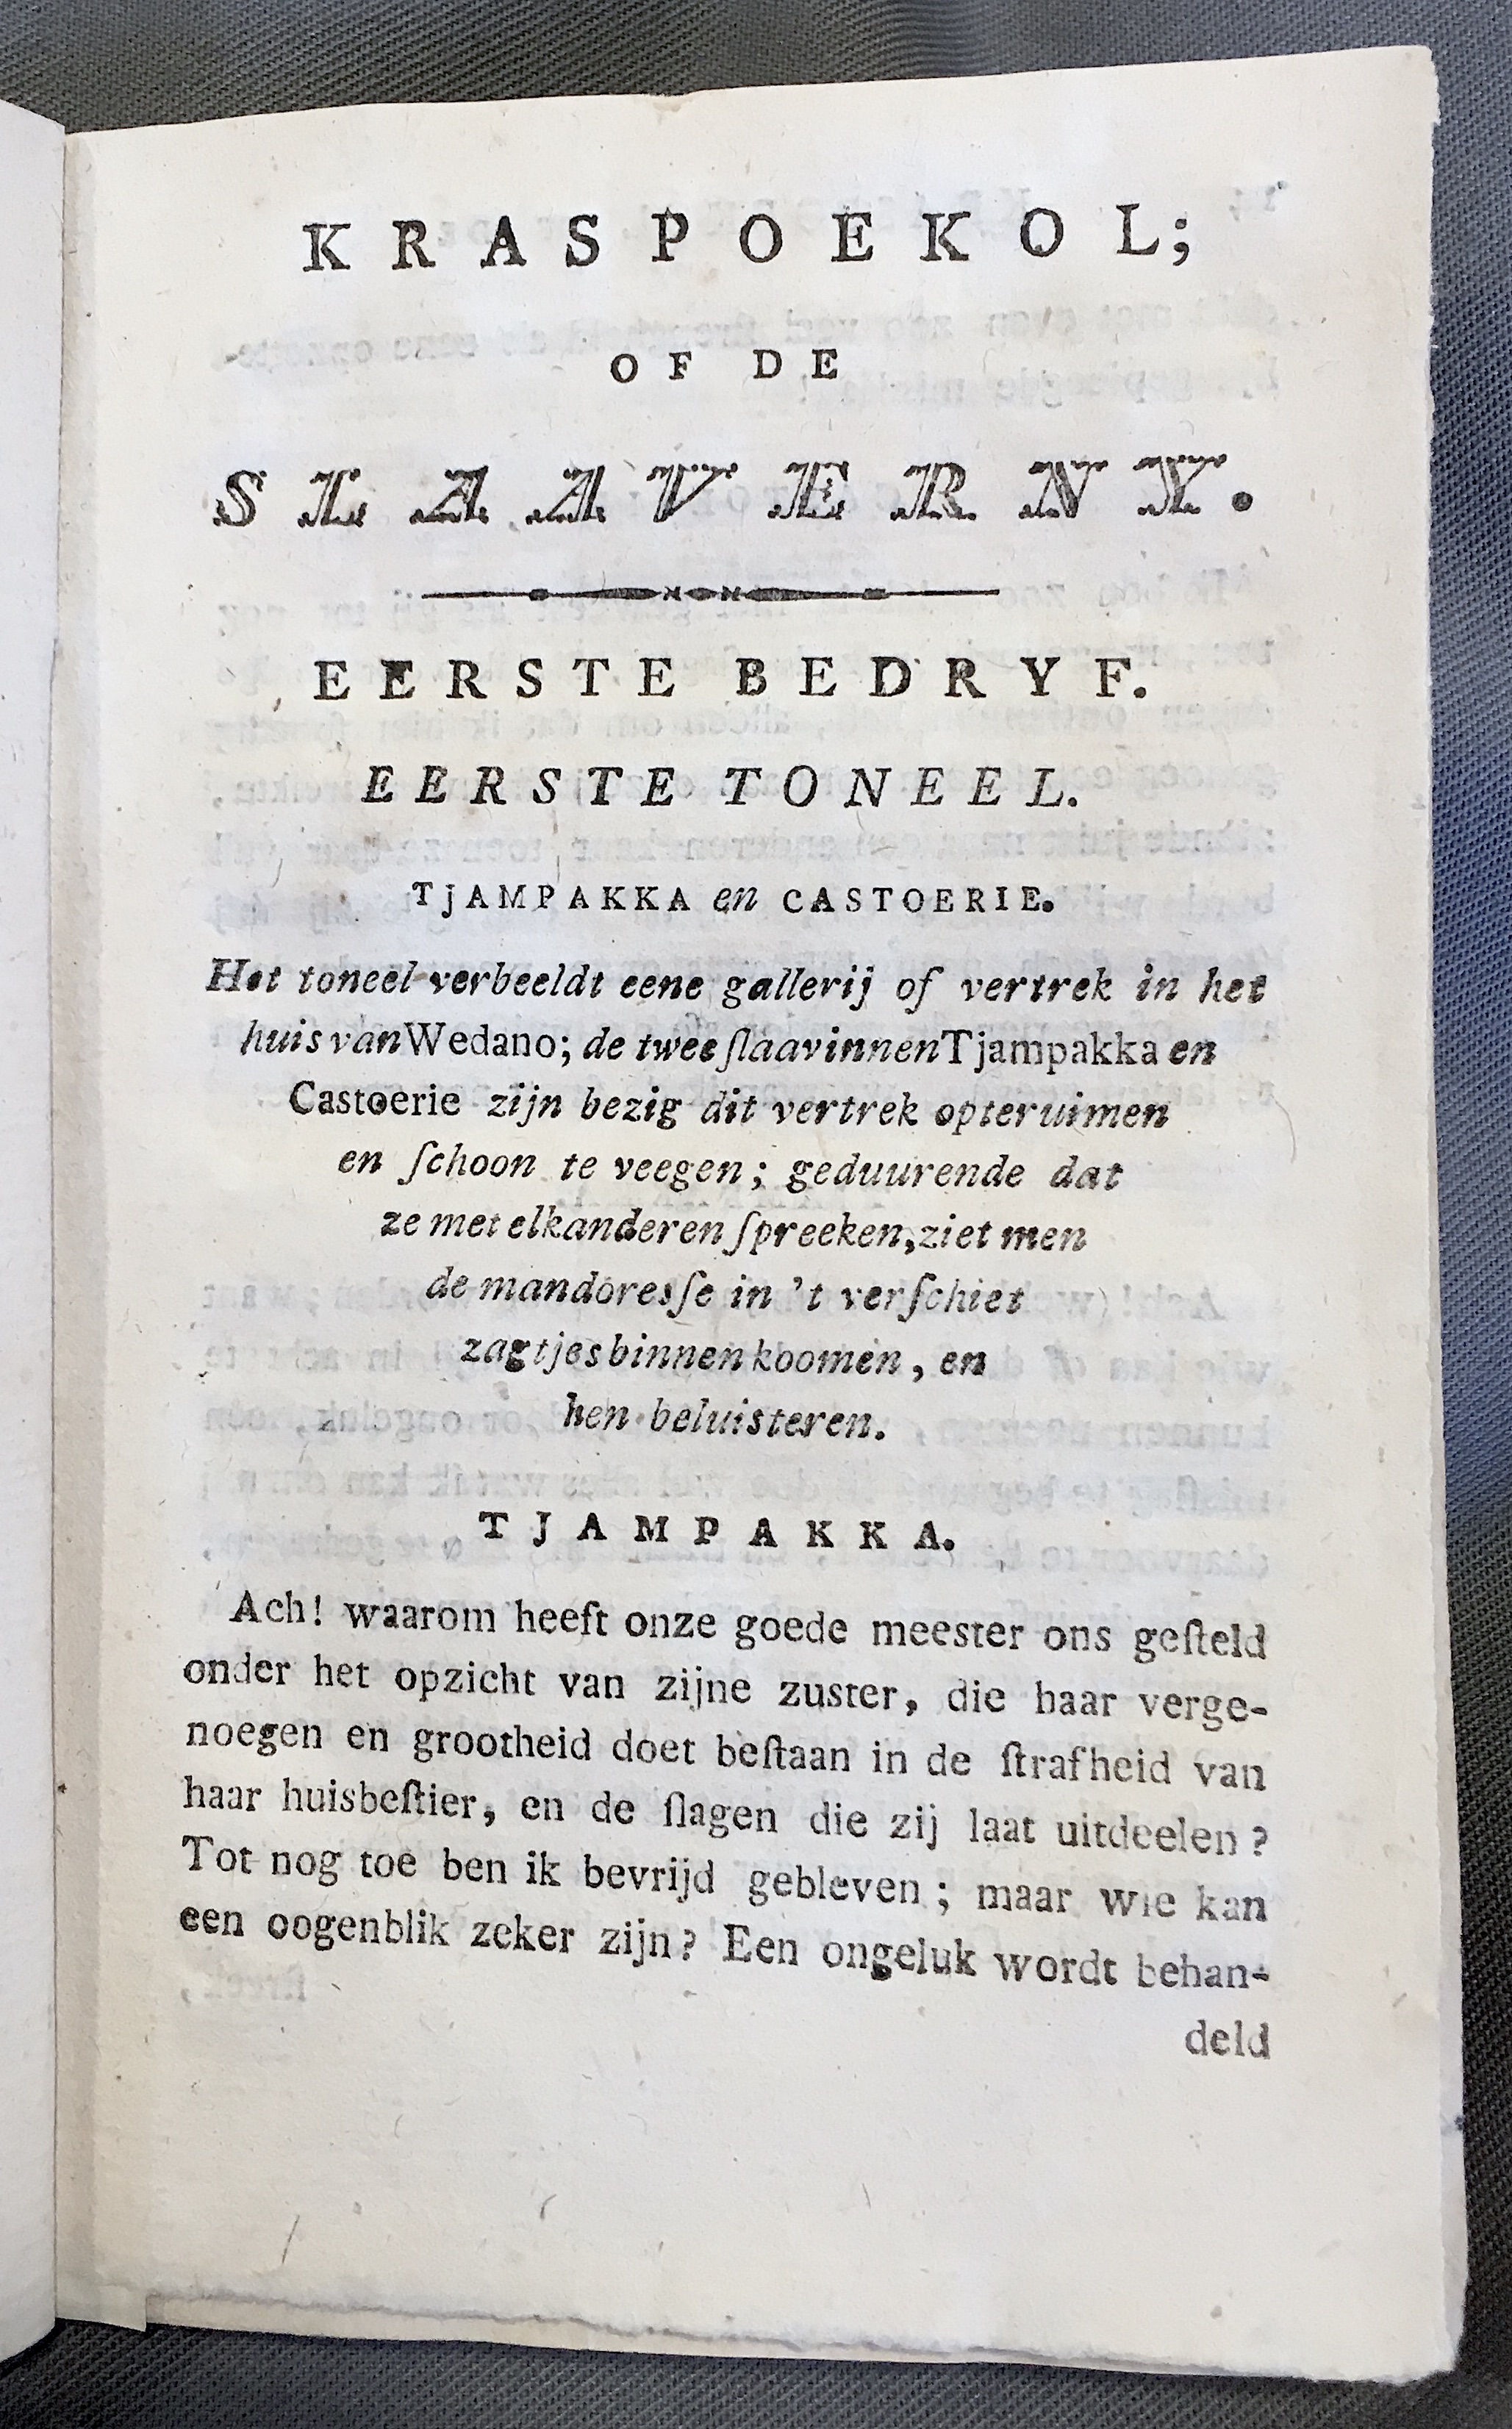 KRASPOEKOL;
OF DE
SLAAVERNY.
EERSTE BEDRYF.
EERSTE TONEEL.
TJAMPAKKA en CASTOERIE.
Het toneel verbeeldt eene gallerij of vertrek in het
huis van Wedano; de twee ſlaavinnen Tjampakka en
Castoerie zijn bezig dit vertrek opteruimen
en ſchoon te veegen; geduurende dat
ze met elkanderen ſpreeken, ziet men
de mandoresſe in 't verſchiet
zagtjes binnen koomen, en
hen beluisteren.
TJAMPAKKA.
Ach! waarom heeft onze goede meester ons geſteld
onder het opzicht van zijne zuster, die haar verge-
noegen en grootheid doet beſtaan in de ſtrafheid van
haar huisbeſtier, en de ſlagen die zij laat uitdeelen?
Tot nog toe ben ik bevrijd gebleven; maar wie kan
een oogenblik zeker zijn? Een ongeluk wordt behan-
deld